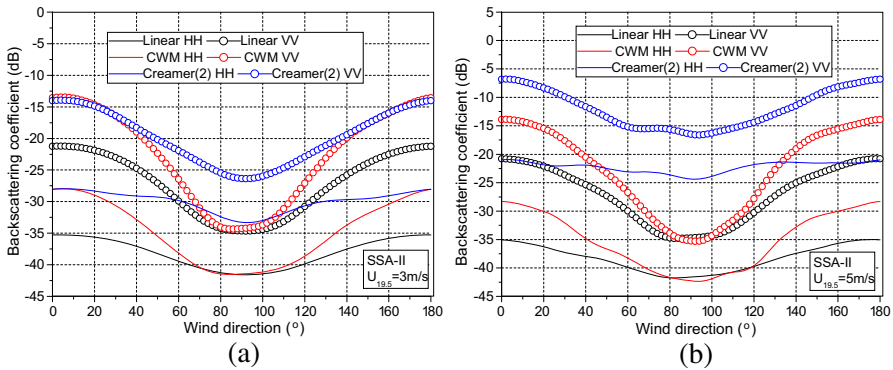 0
-5
-10
-15
-20
-25
-30
-35
-40
-45
Backscattering coefficient (dB)
Linear HH Linear VV
CWM HH CWM VV
Creamer(2) HH Creamer(2) VV
SSA-II
U19.5=3m/s
0 20 40 60 80 100 120 140 160 180
Wind direction (º)
(a)
5
0
-5
-10
-15
-20
-25
-30
-35
-40
-45
Backscattering coefficient (dB)
Linear HH Linear VV
CWM HH CWM VV
Creamer(2) HH Creamer(2) VV
SSA-II
U19.5=5m/s
0 20 40 60 80 100 120 140 160 180
Wind direction (º)
(b)